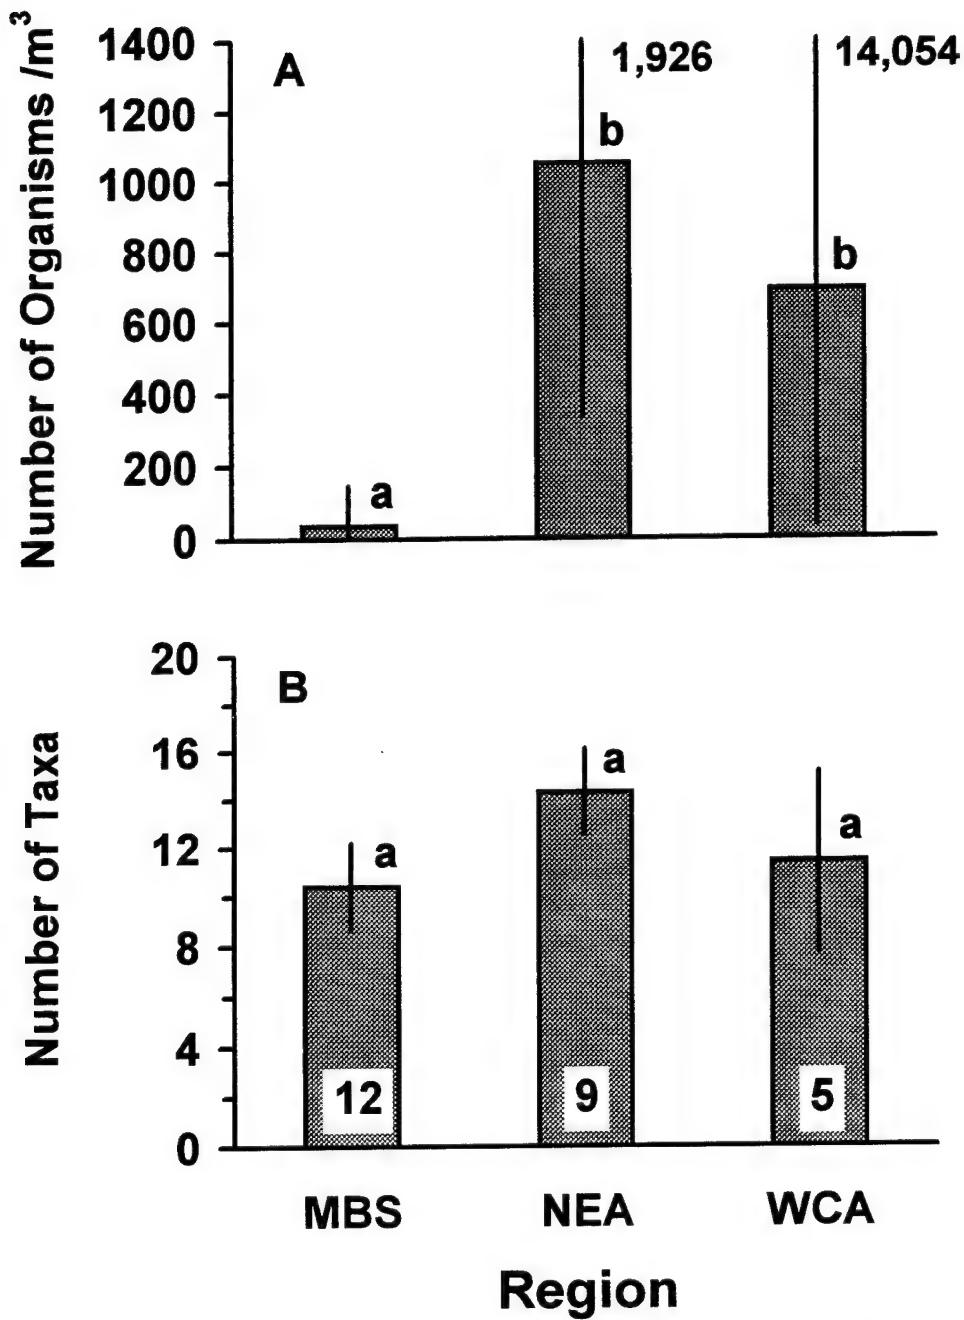 Number of Organisms /m³
A
1400
1200
1000
800
600
400
200
0
1,926
14,054
a
b
b
Number of Taxa
B
20
16
12
8
4
0
a
a
a
12
9
5
MBS
NEA
WCA
Region